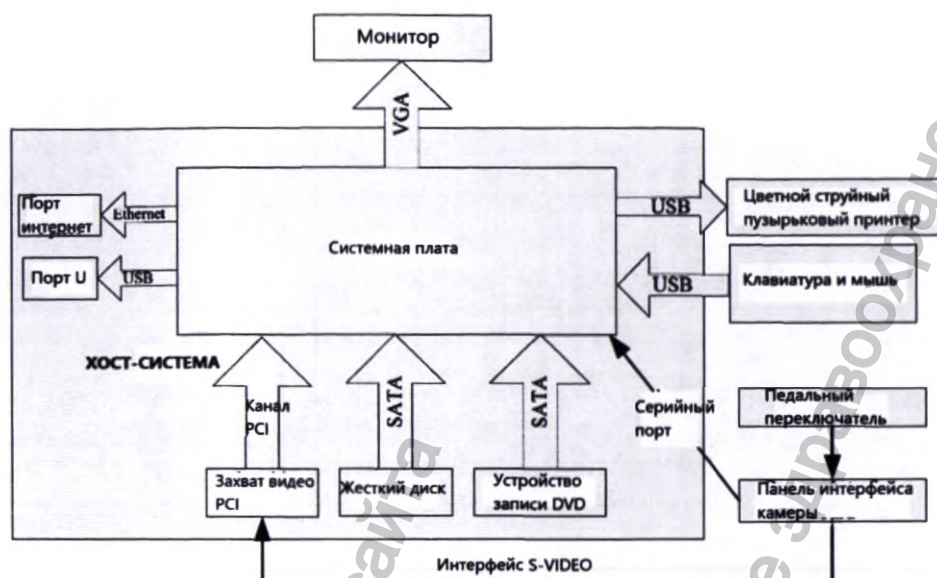 Монитор
VGA
Порт
интернет
Ethernet
Порт U
USB
Системная плата
USB
Цветной струйный
пузырьковый принтер
USB
Клавиатура и мышь
ХОСТ-СИСТЕМА
Канал
PCI
SATA
SATA
Серийный
порт
Педальный
переключатель
Захват видео
PCI
Жесткий диск
Устройство
записи DVD
Панель интерфейса
камеры
Интерфейс S-VIDEO
сайта